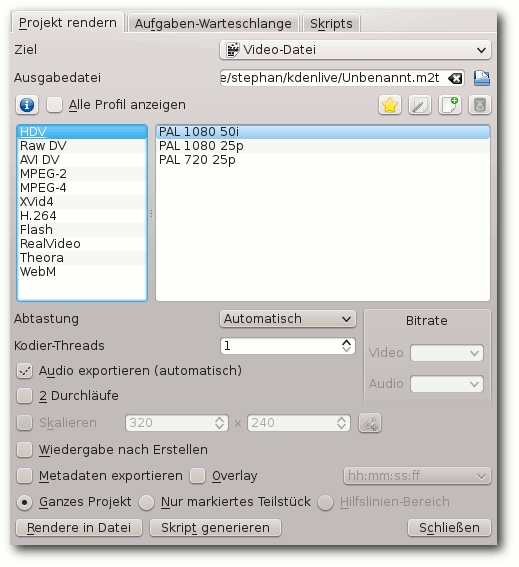 Projekt rendern Aufgaben-Warteschlange Skripts
Ziel Video-Datei
Ausgabedatei e/stephan/kdenlive/Unbenannt.m2t
Alle Profil anzeigen
HDV
Raw DV
AVI DV
MPEG-2
MPEG-4
XVid4
H.264
Flash
RealVideo
Theora
WebM
PAL 1080 50i
PAL 1080 25p
PAL 720 25p
Abtastung Automatisch
Kodier-Threads 1
Bitrate
Video
Audio
Audio exportieren (automatisch)
2 Durchläufe
Skalieren 320 x 240
Wiedergabe nach Erstellen
Metadaten exportieren Overlay hh:mm:ss:ff
Ganzes Projekt Nur markiertes Teilstück Hilfslinien-Bereich
Rendere in Datei Skript generieren Schließen